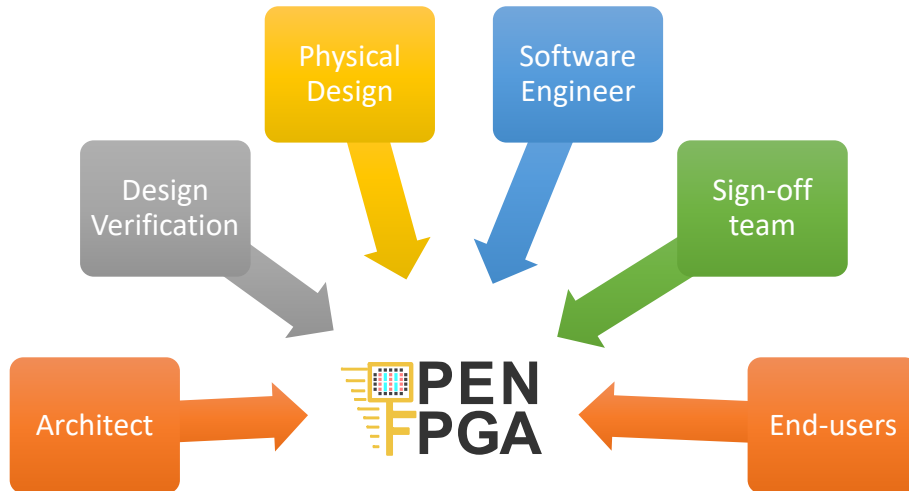 Physical
Design
Software
Engineer
Design
Verification
Sign-off
team
Architect
OPEN
FPGA
End-users